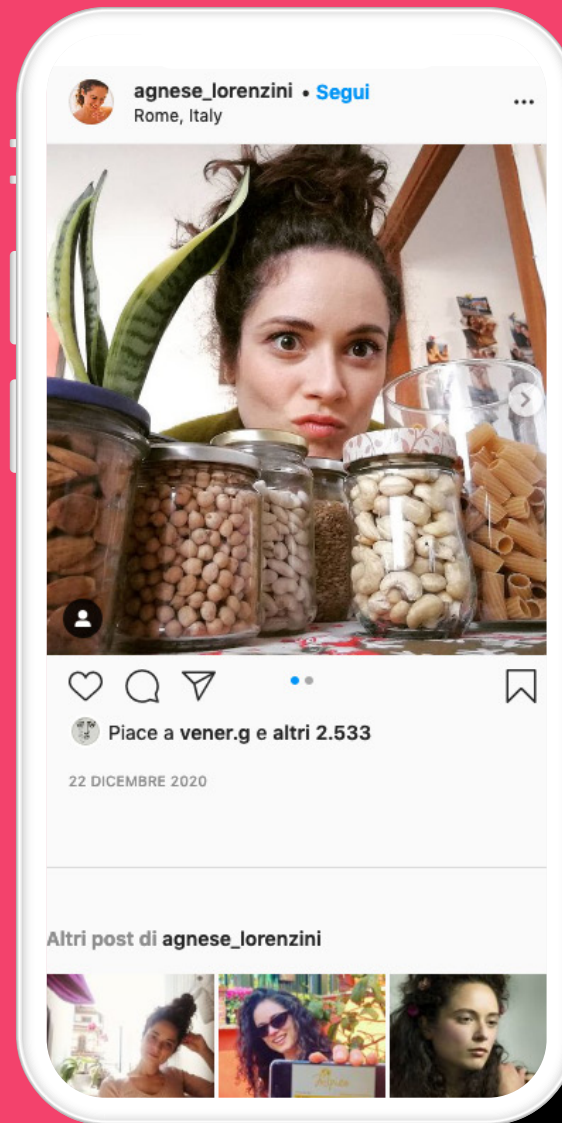 agnese_lorenzini • Segui
Rome, Italy
Piace a vener.g e altri 2.533
22 DICEMBRE 2020
Altri post di agnese_lorenzini